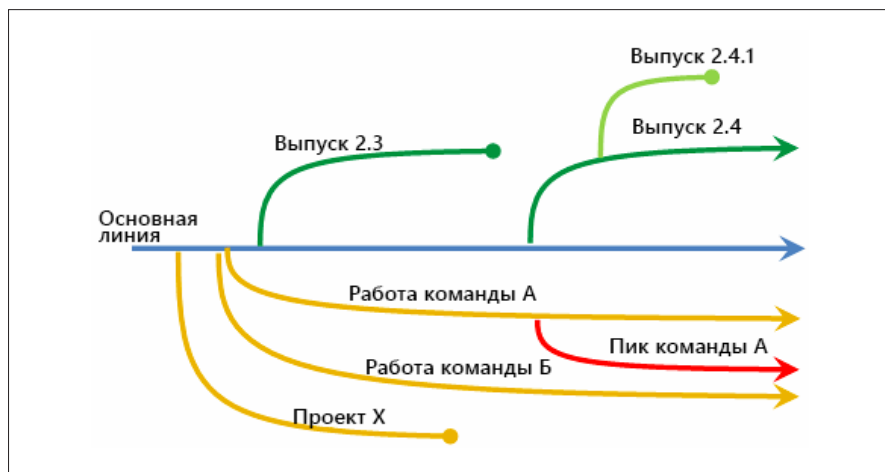 Выпуск 2.4.1
Выпуск 2.4
Выпуск 2.3
Основная
линия
Работа команды А
Пик команды А
Работа команды Б
Проект X